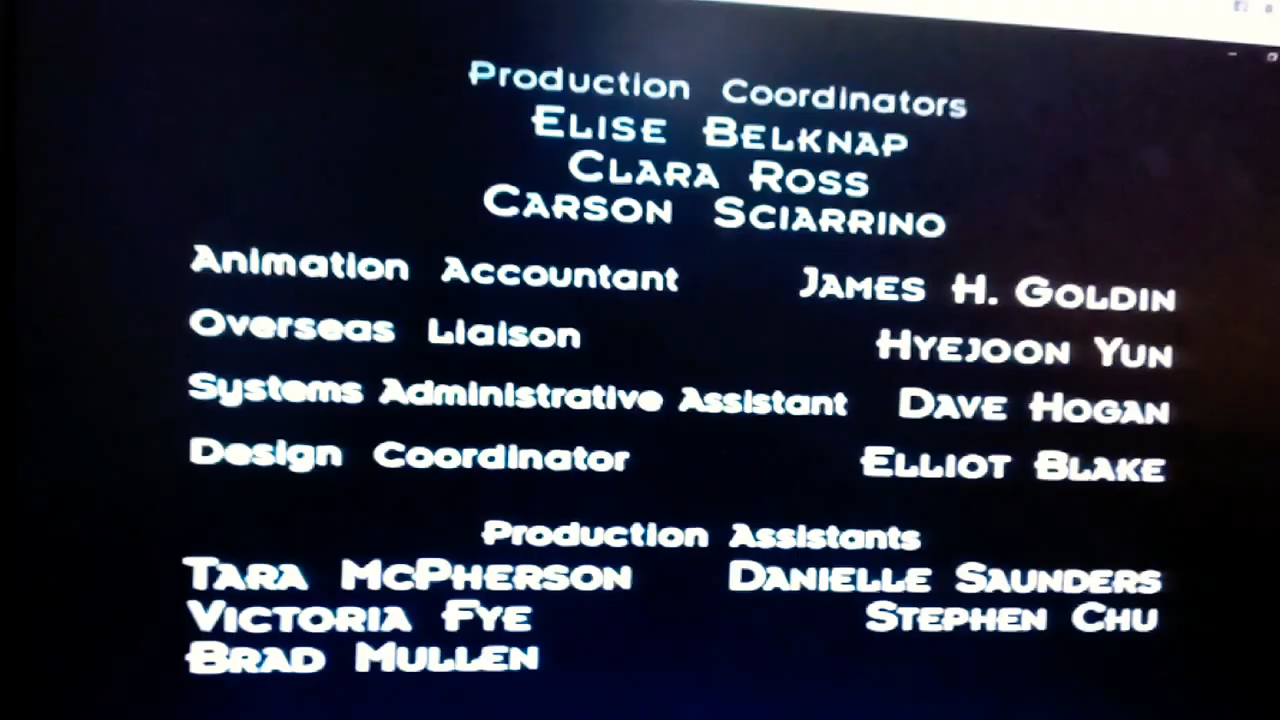 Production Coordinators
ELISE BELKNAP
CLARA ROSS
CARSON SCIARRINO
Animation Accountant JAMES H. GOLDIN
Overseas Liaison HYEJOON YUN
Systems Administrative Assistant DAVE HOGAN
Design Coordinator ELLIOT BLAKE
Production Assistants
TARA MCPHERSON DANIELLE SAUNDERS
VICTORIA FYE STEPHEN CHU
BRAD MULLEN